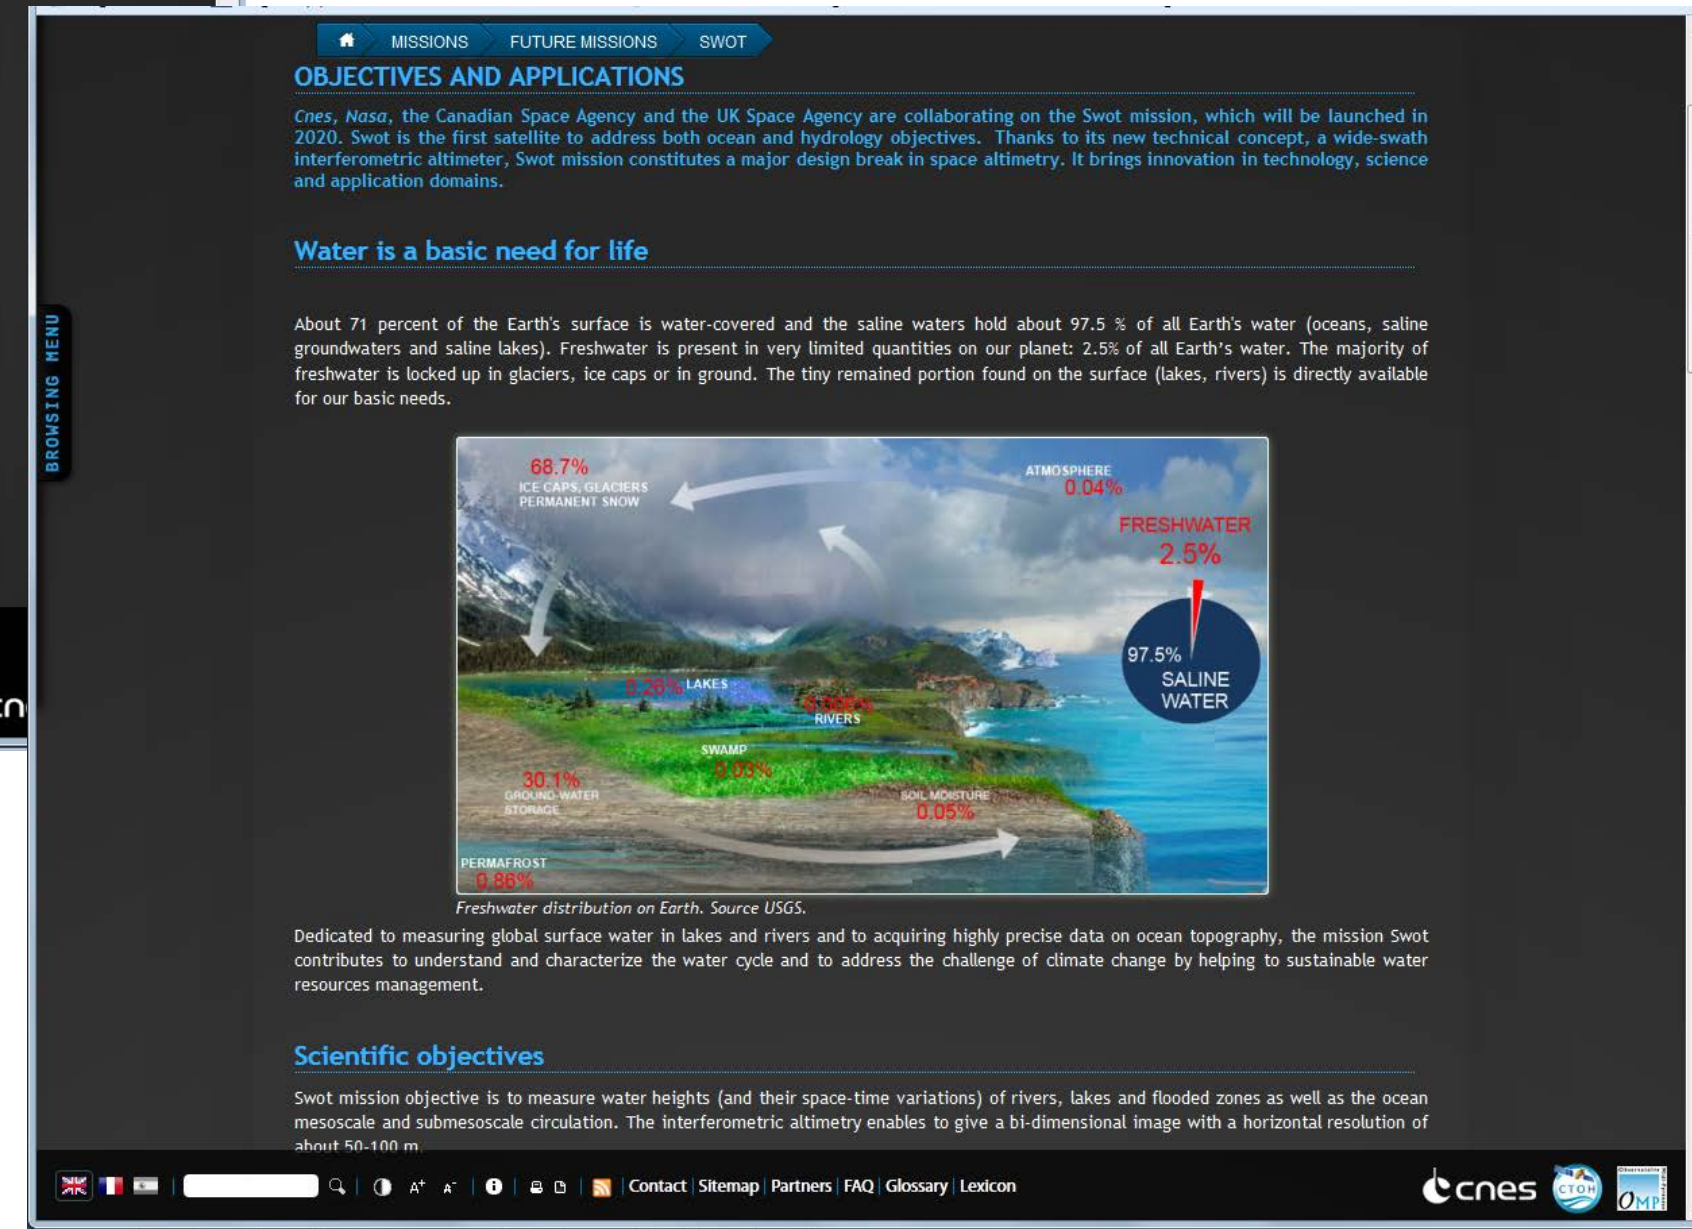 MISSIONS FUTURE MISSIONS SWOT
OBJECTIVES AND APPLICATIONS
Cnes, Nasa, the Canadian Space Agency and the UK Space Agency are collaborating on the Swot mission, which will be launched in
2020. Swot is the first satellite to address both ocean and hydrology objectives. Thanks to its new technical concept, a wide-swath
interferometric altimeter, Swot mission constitutes a major design break in space altimetry. It brings innovation in technology, science
and application domains.
Water is a basic need for life
BROWSING MENU
About 71 percent of the Earth's surface is water-covered and the saline waters hold about 97.5 % of all Earth's water (oceans, saline
groundwaters and saline lakes). Freshwater is present in very limited quantities on our planet: 2.5% of all Earth's water. The majority of
freshwater is locked up in glaciers, ice caps or in ground. The tiny remained portion found on the surface (lakes, rivers) is directly available
for our basic needs.
68.7%
ICE CAPS, GLACIERS
PERMANENT SNOW
ATMOSPHERE
0.04%
FRESHWATER
2.5%
97.5%
SALINE
WATER
0.26% LAKES
RIVERS
SWAMP
0.03%
30.1%
GROUND-WATER
STORAGE
SOIL MOISTURE
0.05%
PERMAFROST
0.86%
Freshwater distribution on Earth. Source USGS.
Dedicated to measuring global surface water in lakes and rivers and to acquiring highly precise data on ocean topography, the mission Swot
contributes to understand and characterize the water cycle and to address the challenge of climate change by helping to sustainable water
resources management.
Scientific objectives
Swot mission objective is to measure water heights (and their space-time variations) of rivers, lakes and flooded zones as well as the ocean
mesoscale and submesoscale circulation. The interferometric altimetry enables to give a bi-dimensional image with a horizontal resolution of
about 50-100 m.
A+ A- Contact Sitemap Partners FAQ Glossary Lexicon
cnes CTOH OMP